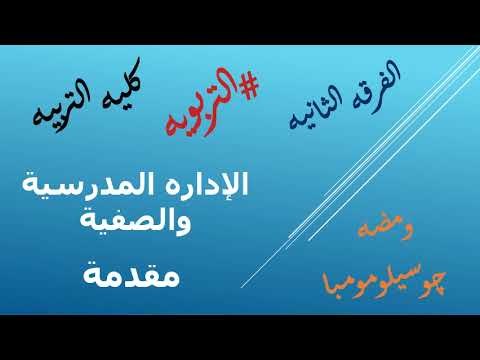 الفرقه الثانيه
#التربويه
كليه التربيه
الإداره المدرسية
والصفية
مقدمة
ومضه
چوسيلومومبا